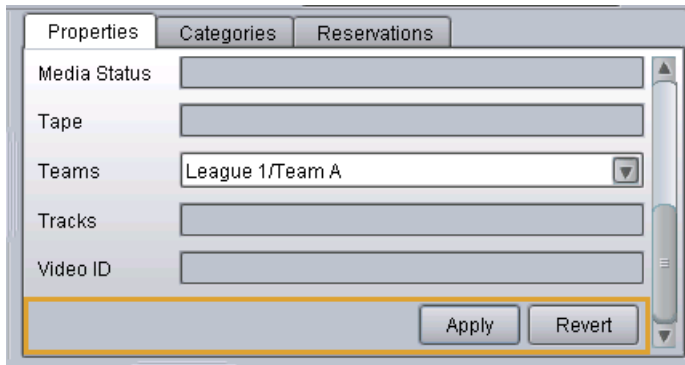 Properties Categories Reservations
Media Status
Tape
Teams League 1/Team A
Tracks
Video ID
Apply Revert